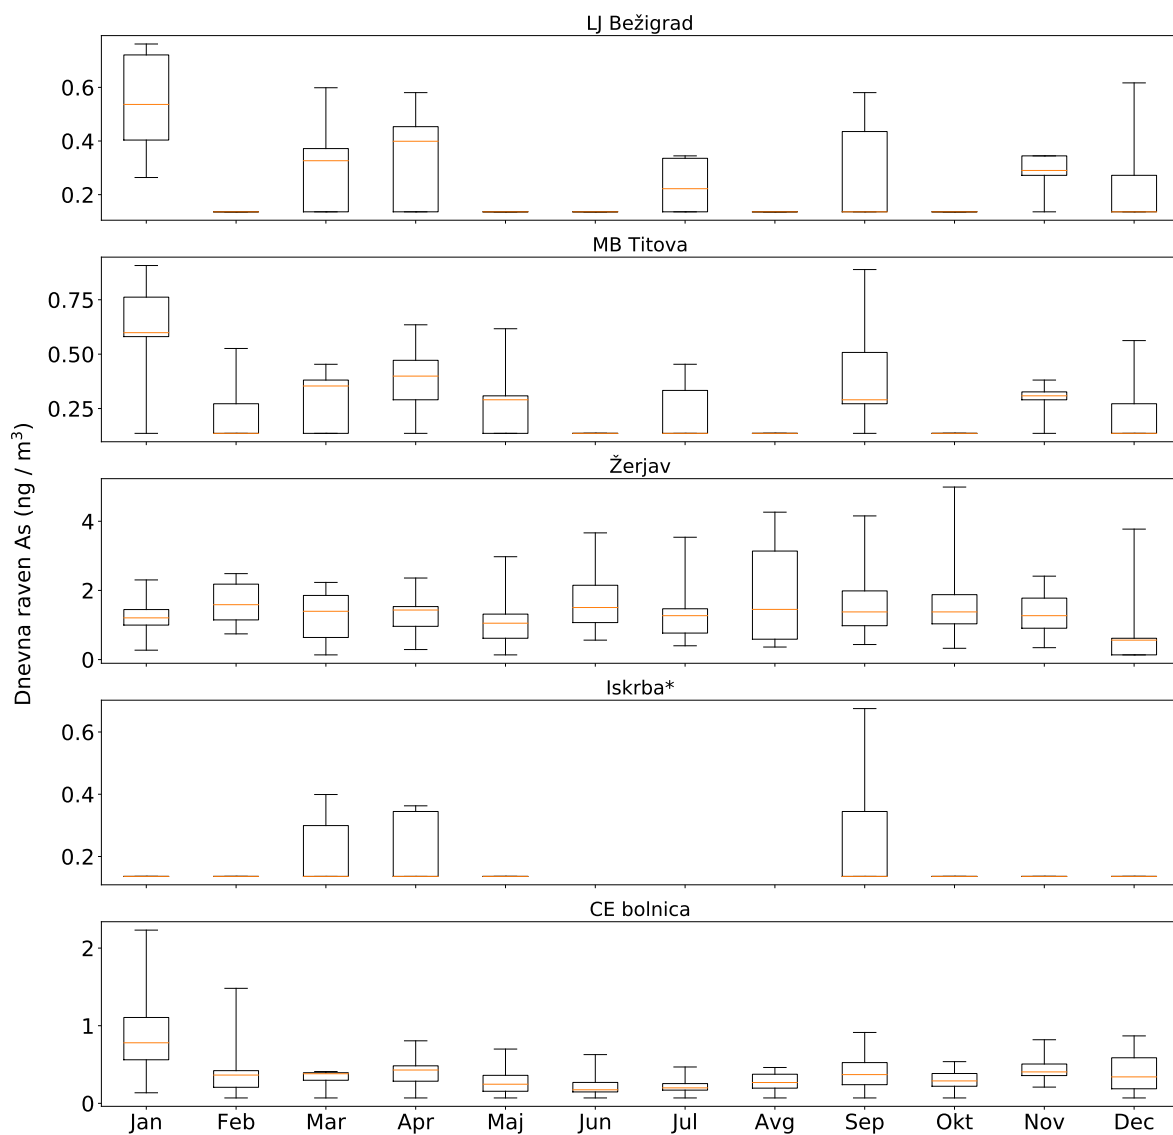 LJ Bežigrad
0.6
0.4
0.2
MB Titova
0.75
0.50
0.25
Žerjav
4
2
0
Iskrba*
0.6
0.4
0.2
CE bolnica
2
1
0
Jan Feb Mar Apr Maj Jun Jul Avg Sep Okt Nov Dec
Dnevna raven As (ng / m³)